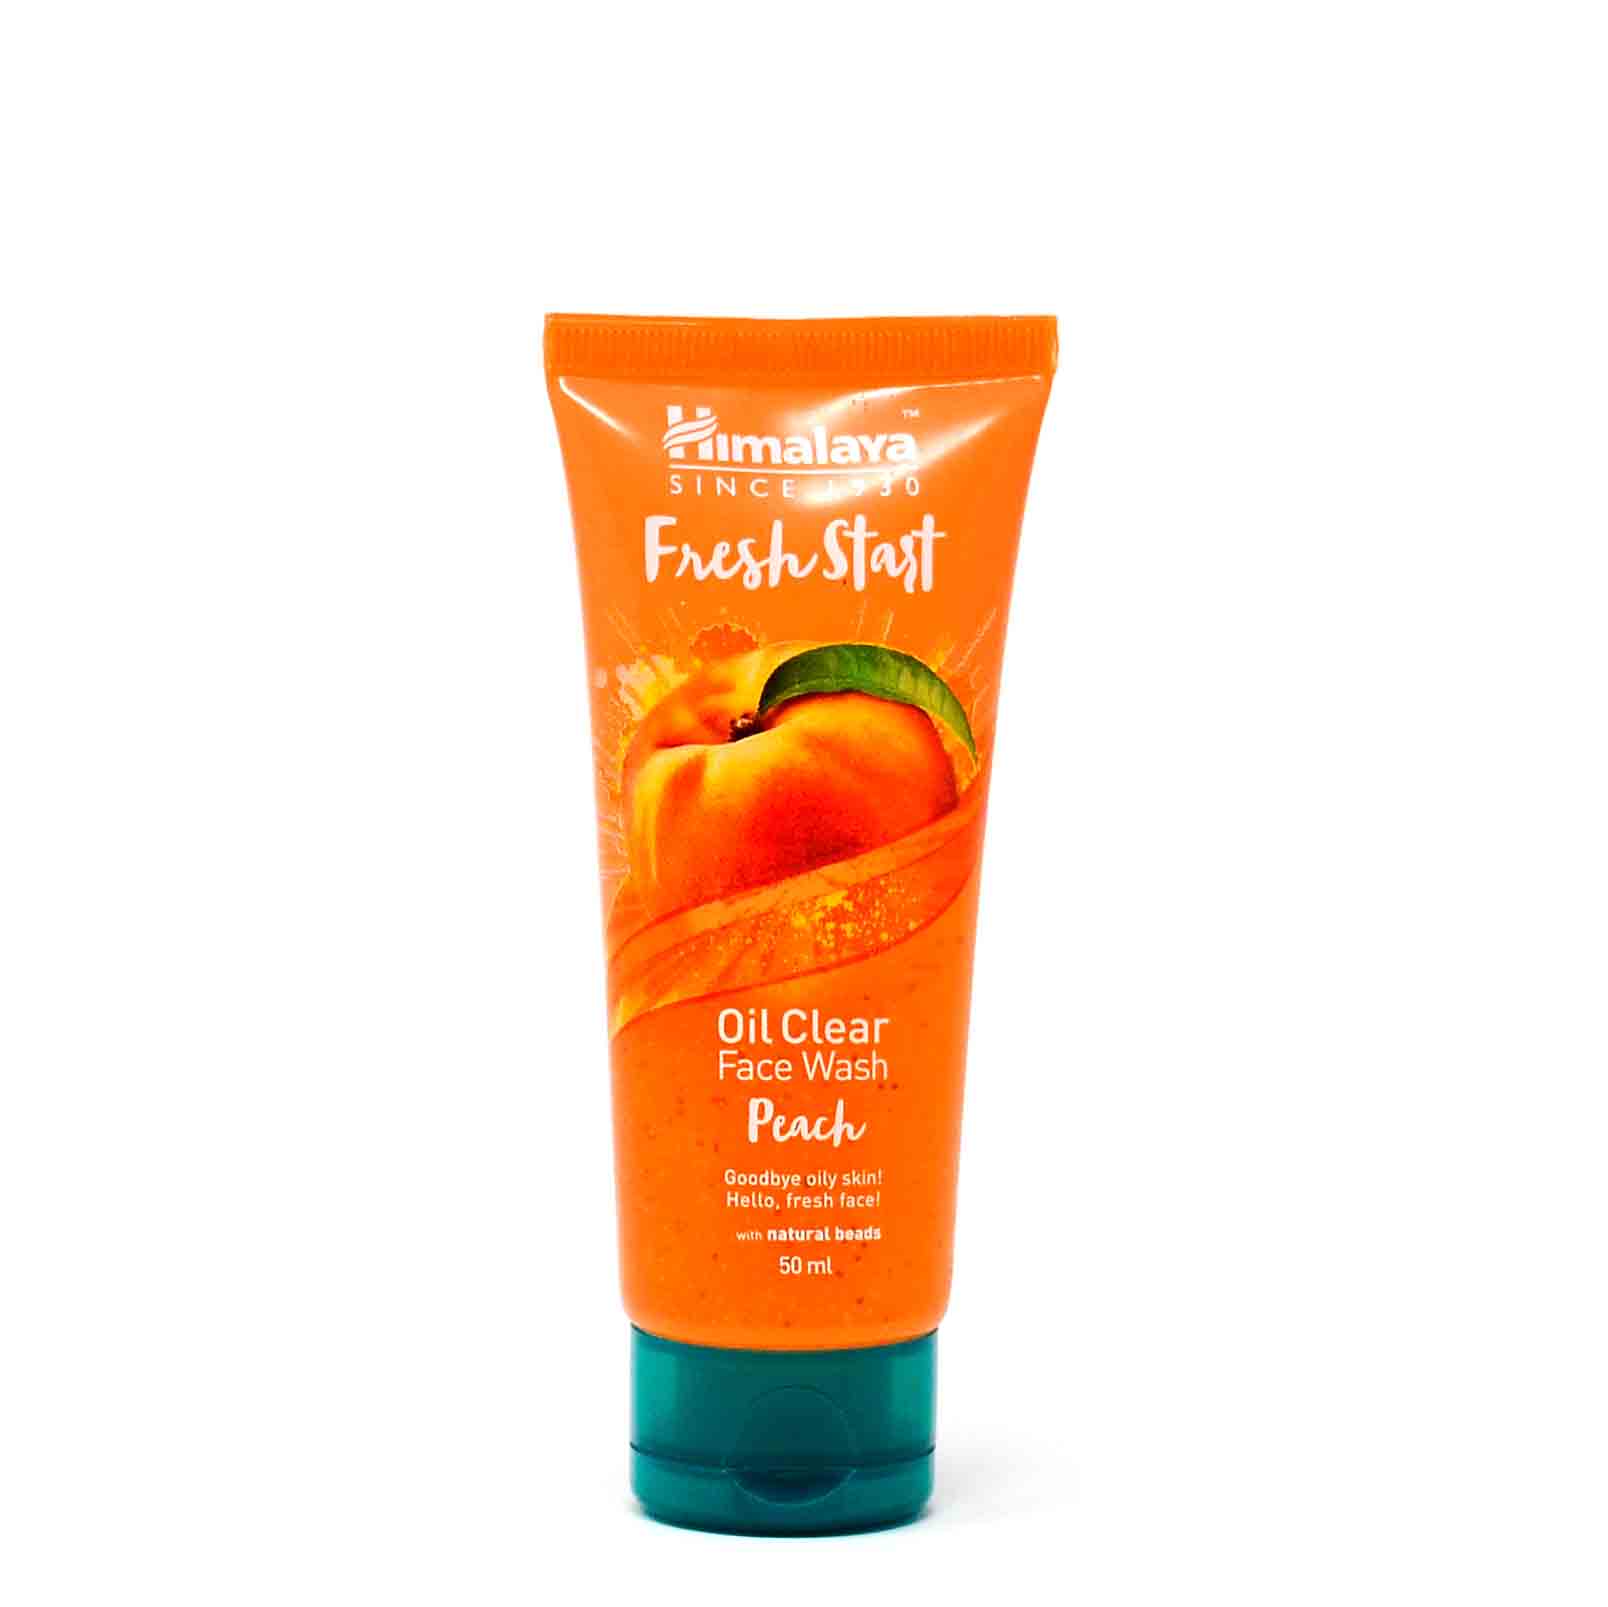 Himalaya™
SINCE 1930
Fresh Start
Oil Clear
Face Wash
Peach
Goodbye oily skin!
Hello, fresh face!
with natural beads
50 ml